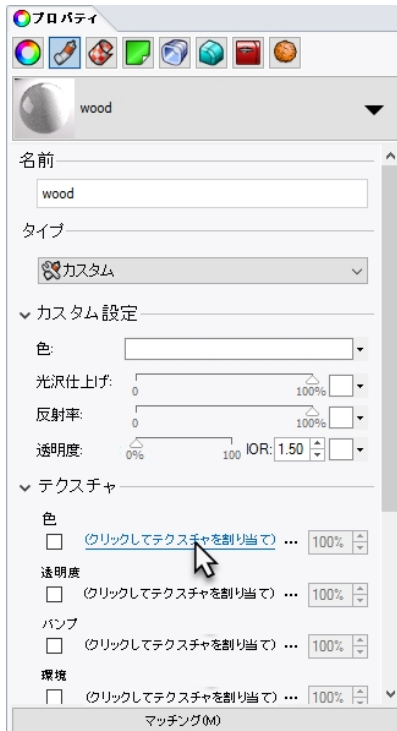 プロパティ
wood
名前
wood
タイプ
カスタム
カスタム設定
色:
光沢仕上げ: 0 100%
反射率: 0 100%
透明度: 0% 100 IOR: 1.50
テクスチャ
色
(クリックしてテクスチャを割り当て) ... 100%
透明度
(クリックしてテクスチャを割り当て) ... 100%
バンプ
(クリックしてテクスチャを割り当て) ... 100%
環境
(クリックしてテクスチャを割り当て) ... 100%
マッチング(M)